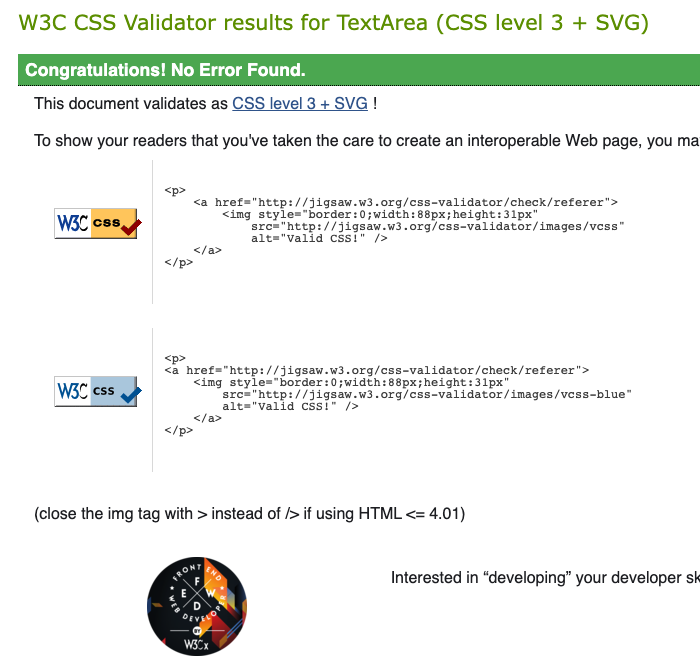 W3C CSS Validator results for TextArea (CSS level 3 + SVG)
Congratulations! No Error Found.
This document validates as CSS level 3 + SVG !
To show your readers that you've taken the care to create an interoperable Web page, you ma
<p>
<a href="http://jigsaw.w3.org/css-validator/check/referer">
<img style="border:0;width:88px;height:31px"
W3C css
src="http://jigsaw.w3.org/css-validator/images/vcss"
alt="Valid CSS!" />
</a>
</p>
<p>
<a href="http://jigsaw.w3.org/css-validator/check/referer">
<img style="border:0;width:88px;height:31px"
W3C css
src="http://jigsaw.w3.org/css-validator/images/vcss-blue"
alt="Valid CSS!" />
</a>
</p>
(close the img tag with > instead of /> if using HTML <= 4.01)
Interested in “developing” your developer sk
FRONT END
WEB DEVELOPER
F
E W
D
BY
W3Cx